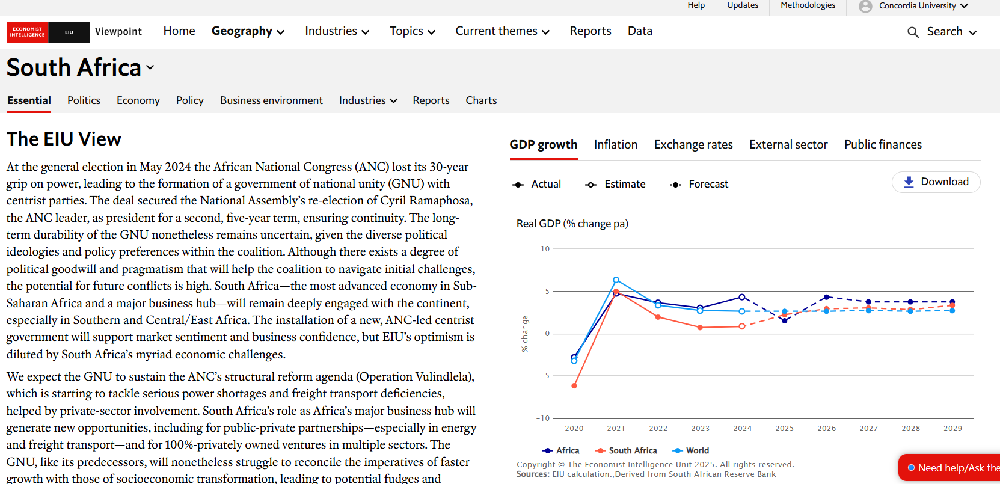 Help
Updates
Methodologies
Concordia University
ECONOMIST
INTELLIGENCE
EIU
Viewpoint
Home
Geography
Industries
Topics
Current themes
Reports
Data
Search
South Africa
Essential
Politics
Economy
Policy
Business environment
Industries
Reports
Charts
The EIU View
At the general election in May 2024 the African National Congress (ANC) lost its 30-year
grip on power, leading to the formation of a government of national unity (GNU) with
centrist parties. The deal secured the National Assembly’s re-election of Cyril Ramaphosa,
the ANC leader, as president for a second, five-year term, ensuring continuity. The long-
term durability of the GNU nonetheless remains uncertain, given the diverse political
ideologies and policy preferences within the coalition. Although there exists a degree of
political goodwill and pragmatism that will help the coalition to navigate initial challenges,
the potential for future conflicts is high. South Africa—the most advanced economy in Sub-
Saharan Africa and a major business hub—will remain deeply engaged with the continent,
especially in Southern and Central/East Africa. The installation of a new, ANC-led centrist
government will support market sentiment and business confidence, but EIU’s optimism is
diluted by South Africa’s myriad economic challenges.
We expect the GNU to sustain the ANC’s structural reform agenda (Operation Vulindlela),
which is starting to tackle serious power shortages and freight transport deficiencies,
helped by private-sector involvement. South Africa’s role as Africa’s major business hub will
generate new opportunities, including for public-private partnerships—especially in energy
and freight transport—and for 100%-privately owned ventures in multiple sectors. The
GNU, like its predecessors, will nonetheless struggle to reconcile the imperatives of faster
growth with those of socioeconomic transformation, leading to potential fudges and
GDP growth
Inflation
Exchange rates
External sector
Public finances
Actual
Estimate
Forecast
Download
Real GDP (% change pa)
10
5
0
−5
−10
% change
2020
2021
2022
2023
2024
2025
2026
2027
2028
2029
Africa
South Africa
World
Copyright © The Economist Intelligence Unit 2025. All rights reserved.
Sources: EIU calculation.;Derived from South African Reserve Bank
Need help/Ask the